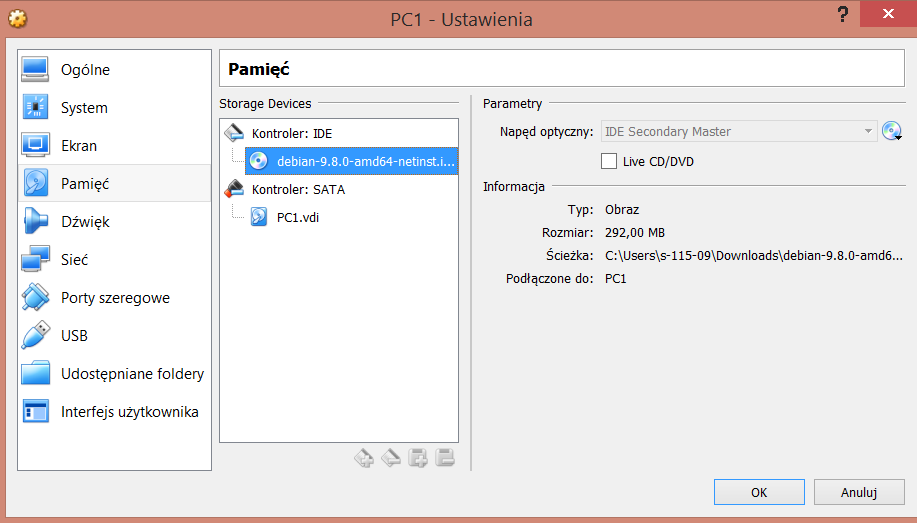 PC1 - Ustawienia
?
Ogólne
System
Ekran
Pamięć
Dźwięk
Sieć
Porty szeregowe
USB
Udostępniane foldery
Interfejs użytkownika
Pamięć
Storage Devices
Kontroler: IDE
debian-9.8.0-amd64-netinst.i...
Kontroler: SATA
PC1.vdi
Parametry
Napęd optyczny: IDE Secondary Master
Live CD/DVD
Informacja
Typ: Obraz
Rozmiar: 292,00 MB
Ścieżka: C:\Users\s-115-09\Downloads\debian-9.8.0-amd6...
Podłączone do: PC1
OK
Anuluj